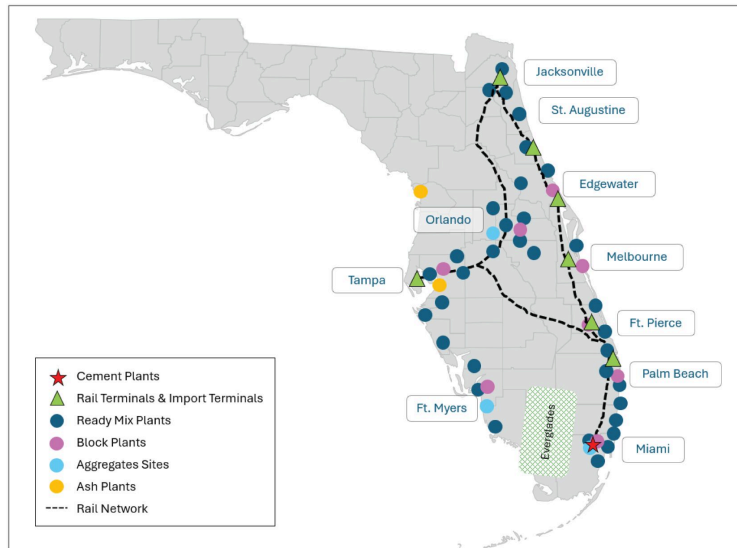 Jacksonville
St. Augustine
Edgewater
Orlando
Melbourne
Tampa
Ft. Pierce
Palm Beach
Ft. Myers
Everglades
Miami
Cement Plants
Rail Terminals & Import Terminals
Ready Mix Plants
Block Plants
Aggregates Sites
Ash Plants
Rail Network